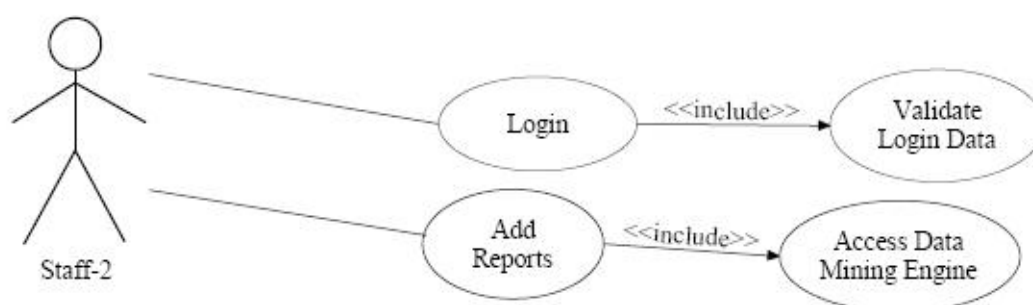 Login
<<include>>
Validate
Login Data
Add
Reports
<<include>>
Access Data
Mining Engine
Staff-2